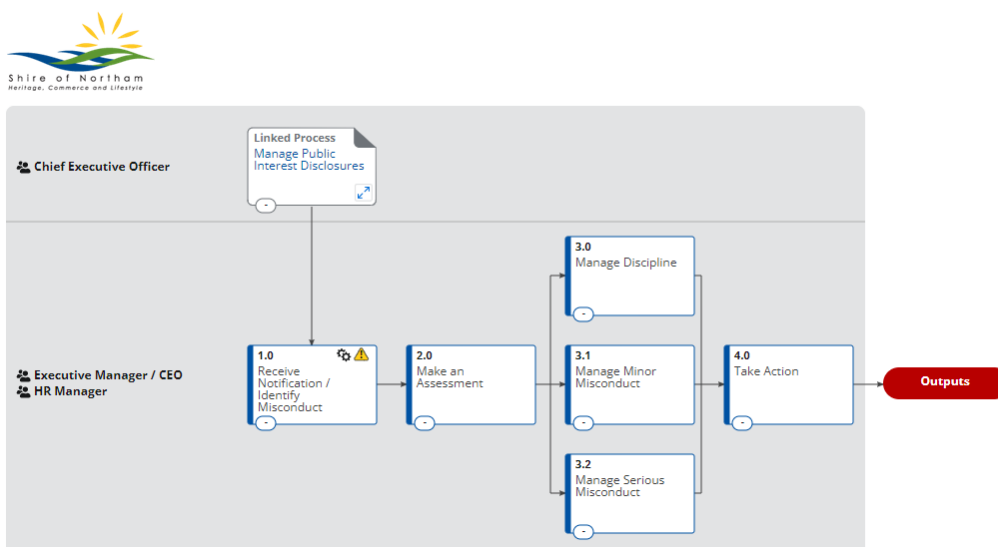 Shire of Northam
Heritage, Commerce and Lifestyle
Chief Executive Officer
Linked Process
Manage Public
Interest Disclosures
-
Executive Manager / CEO
HR Manager
1.0
Receive
Notification /
Identify
Misconduct
-
2.0
Make an
Assessment
-
3.0
Manage Discipline
-
3.1
Manage Minor
Misconduct
-
3.2
Manage Serious
Misconduct
-
4.0
Take Action
-
Outputs